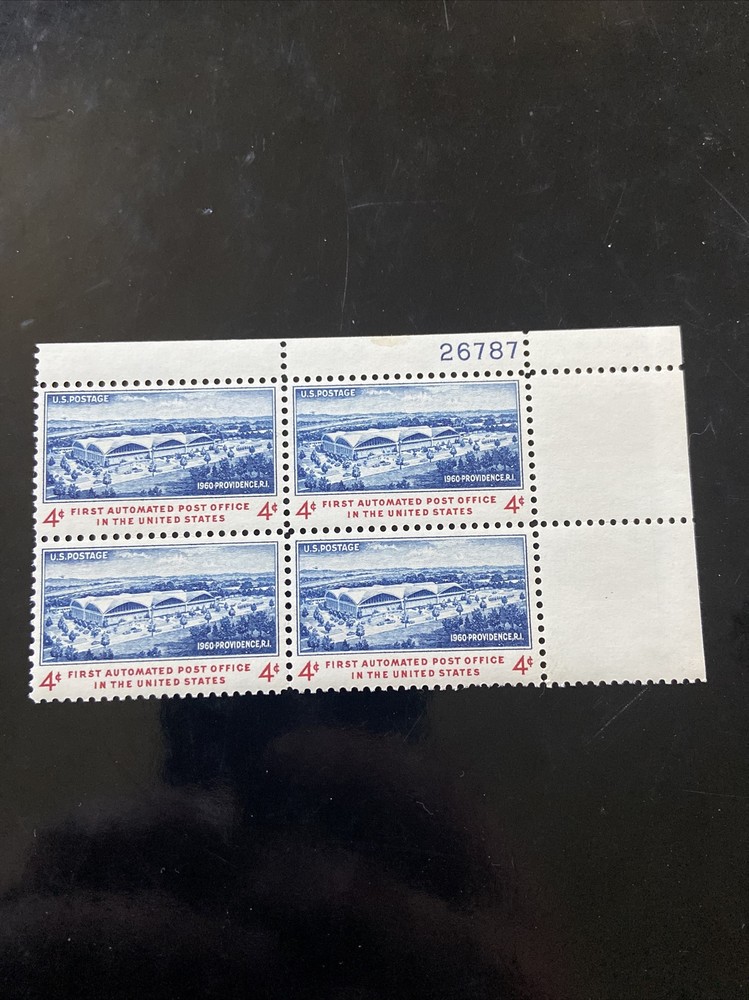 26787
U.S.POSTAGE
1960·PROVIDENCE,R.I.
4¢ FIRST AUTOMATED POST OFFICE 4¢
IN THE UNITED STATES
U.S.POSTAGE
1960·PROVIDENCE,R.I.
4¢ FIRST AUTOMATED POST OFFICE 4¢
IN THE UNITED STATES
U.S.POSTAGE
1960·PROVIDENCE,R.I.
4¢ FIRST AUTOMATED POST OFFICE 4¢
IN THE UNITED STATES
U.S.POSTAGE
1960·PROVIDENCE,R.I.
4¢ FIRST AUTOMATED POST OFFICE 4¢
IN THE UNITED STATES